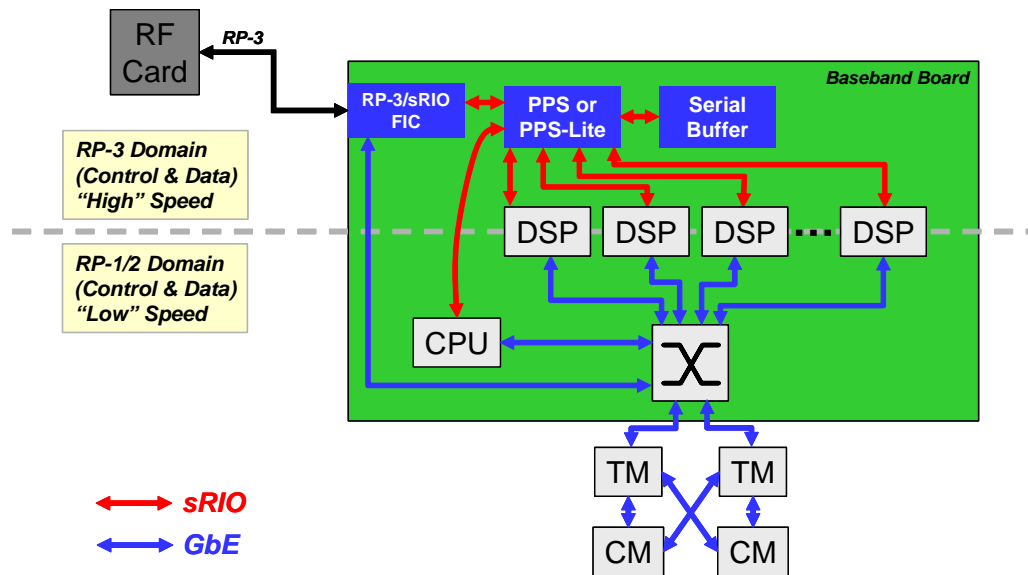 RF
Card
RP-3
Baseband Board
RP-3/sRIO
FIC
PPS or
PPS-Lite
Serial
Buffer
RP-3 Domain
(Control & Data)
“High” Speed
DSP
DSP
DSP
DSP
RP-1/2 Domain
(Control & Data)
“Low” Speed
CPU
TM
TM
CM
CM
sRIO
GbE